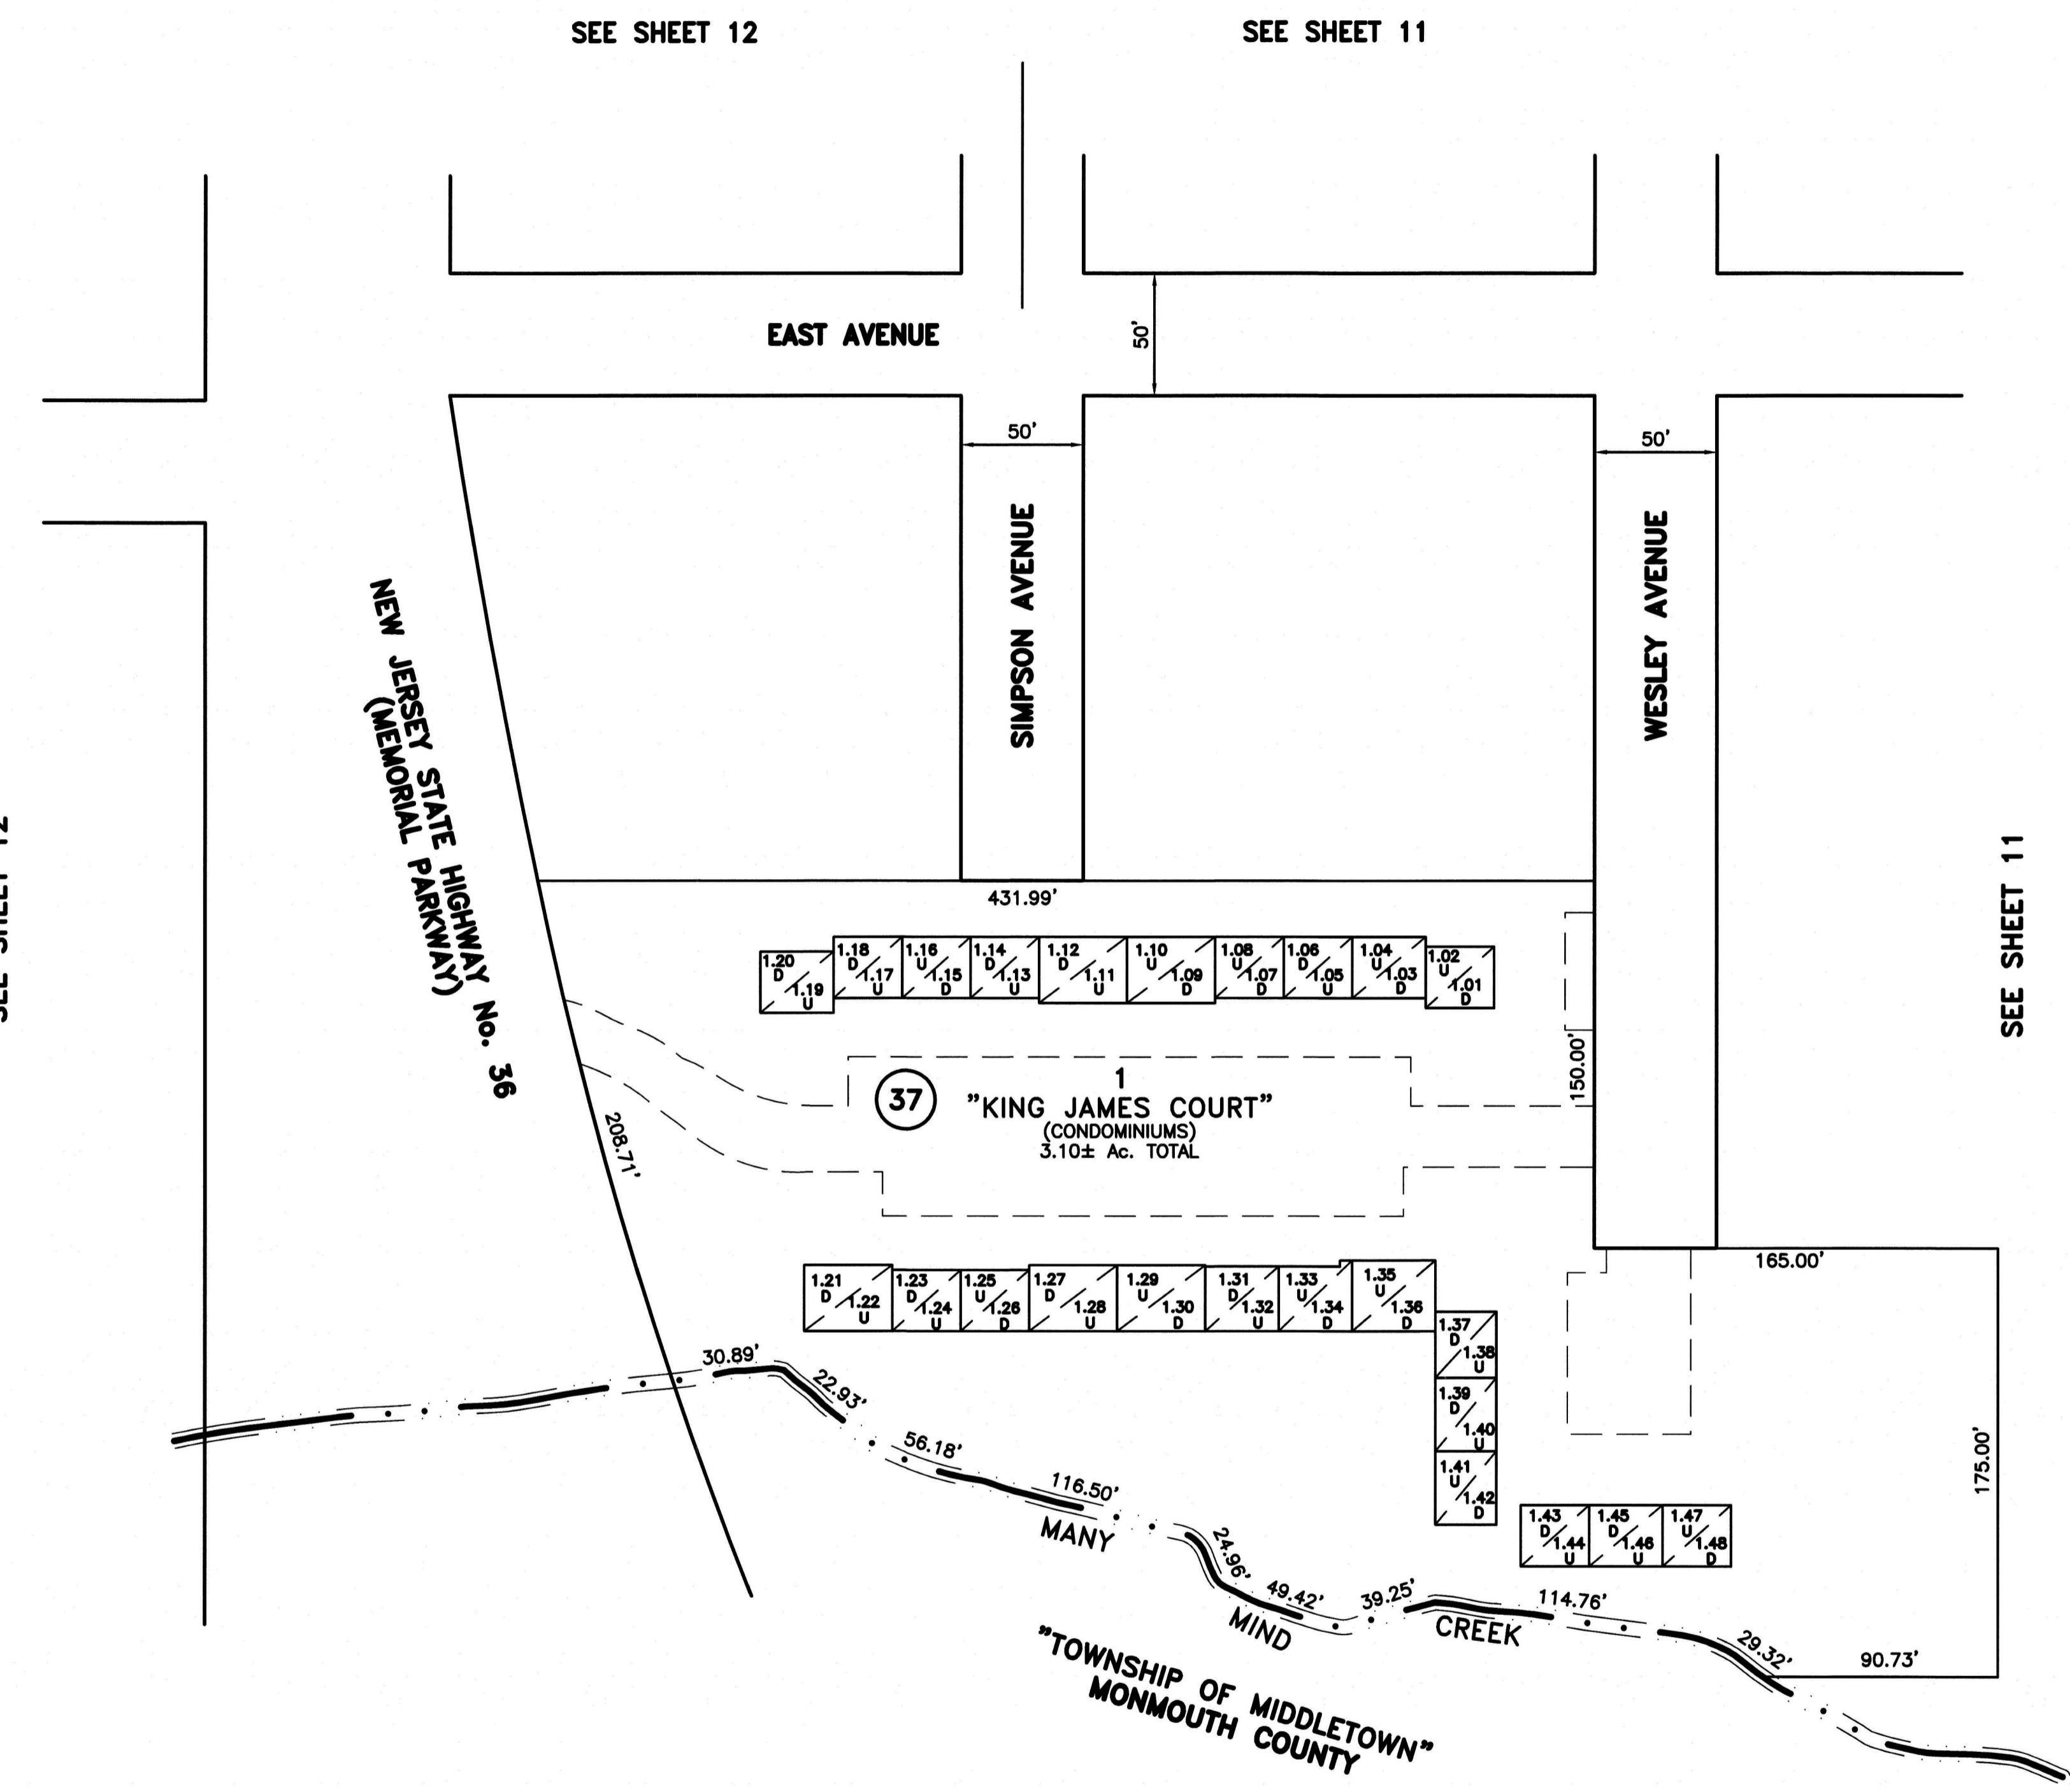 SEE SHEET 12
SEE SHEET 11
EAST AVENUE
50'
50'
50'
SIMPSON AVENUE
WESLEY AVENUE
NEW JERSEY STATE HIGHWAY No. 36
(MEMORIAL PARKWAY)
SEE SHEET 12
SEE SHEET 11
431.99'
1.20 D 1.19 U
1.18 D 1.17 U
1.16 U 1.15 D
1.14 D 1.13 U
1.12 D 1.11 U
1.10 U 1.09 D
1.08 U 1.07 D
1.06 D 1.05 U
1.04 U 1.03 D
1.02 U 1.01 D
150.00'
37
1
"KING JAMES COURT"
(CONDOMINIUMS)
3.10± Ac. TOTAL
208.71'
165.00'
1.21 D 1.22 U
1.23 D 1.24 U
1.25 U 1.26 D
1.27 D 1.28 U
1.29 U 1.30 D
1.31 D 1.32 U
1.33 U 1.34 D
1.35 U 1.36 D
1.37 D 1.38 U
1.39 D 1.40 U
1.41 U 1.42 D
1.43 D 1.44 U
1.45 D 1.46 U
1.47 U 1.48 D
175.00'
30.89'
22.93'
56.18'
116.50'
24.96'
49.42'
39.25'
114.76'
29.32'
90.73'
MANY MIND CREEK
"TOWNSHIP OF MIDDLETOWN"
MONMOUTH COUNTY